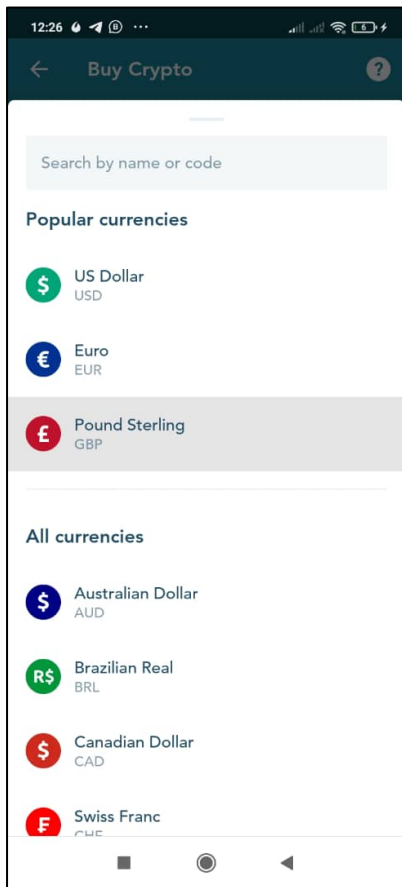 12:26
Buy Crypto
?
Search by name or code
Popular currencies
$ US Dollar
USD
€ Euro
EUR
£ Pound Sterling
GBP
All currencies
$ Australian Dollar
AUD
R$ Brazilian Real
BRL
$ Canadian Dollar
CAD
₣ Swiss Franc
CHF